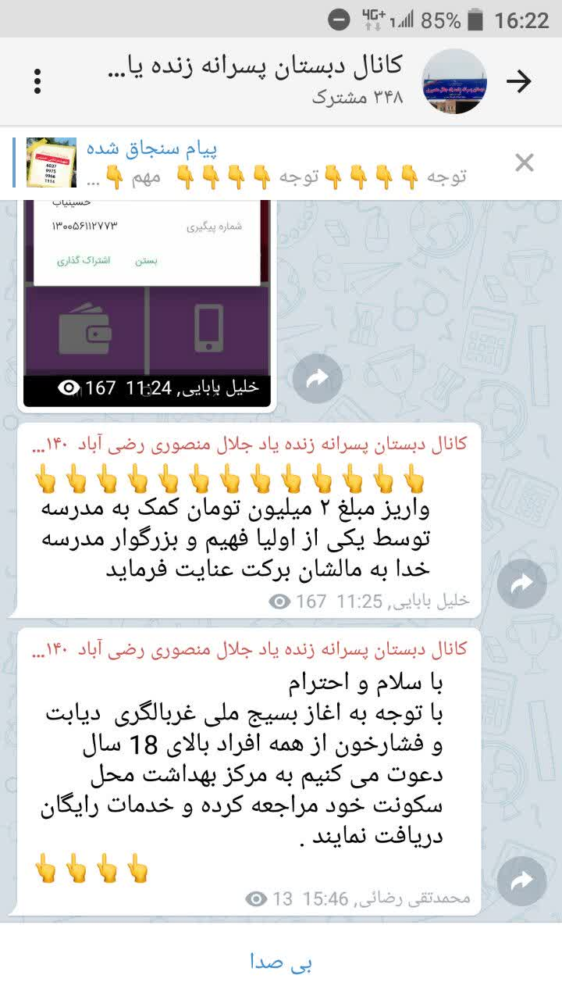 4G+ 1 85% 16:22
کانال دبستان پسرانه زنده یا...
۳۴۸ مشترک
پیام سنجاق شده
توجه 👇👇👇👇 توجه 👇👇👇👇 مهم 👇 ...
6037
9975
9966
1114
حسینیاب
شماره پیگیری ۱۳۰۰۵۶۱۱۲۷۷۳
بستن اشتراک گذاری
خلیل بابایی, 11:24 167
کانال دبستان پسرانه زنده یاد جلال منصوری رضی آباد ۱۴۰...
👆👆👆👆👆👆👆👆👆👆👆👆👆
واریز مبلغ ۲ میلیون تومان کمک به مدرسه
توسط یکی از اولیا فهیم و بزرگوار مدرسه
خدا به مالشان برکت عنایت فرماید
خلیل بابایی, 11:25 167
کانال دبستان پسرانه زنده یاد جلال منصوری رضی آباد ۱۴۰...
با سلام و احترام
با توجه به اغاز بسیج ملی غربالگری دیابت
و فشارخون از همه افراد بالای 18 سال
دعوت می کنیم به مرکز بهداشت محل
سکونت خود مراجعه کرده و خدمات رایگان
دریافت نمایند .
👆👆👆👆
محمدتقی رضائی, 15:46 13
بی صدا